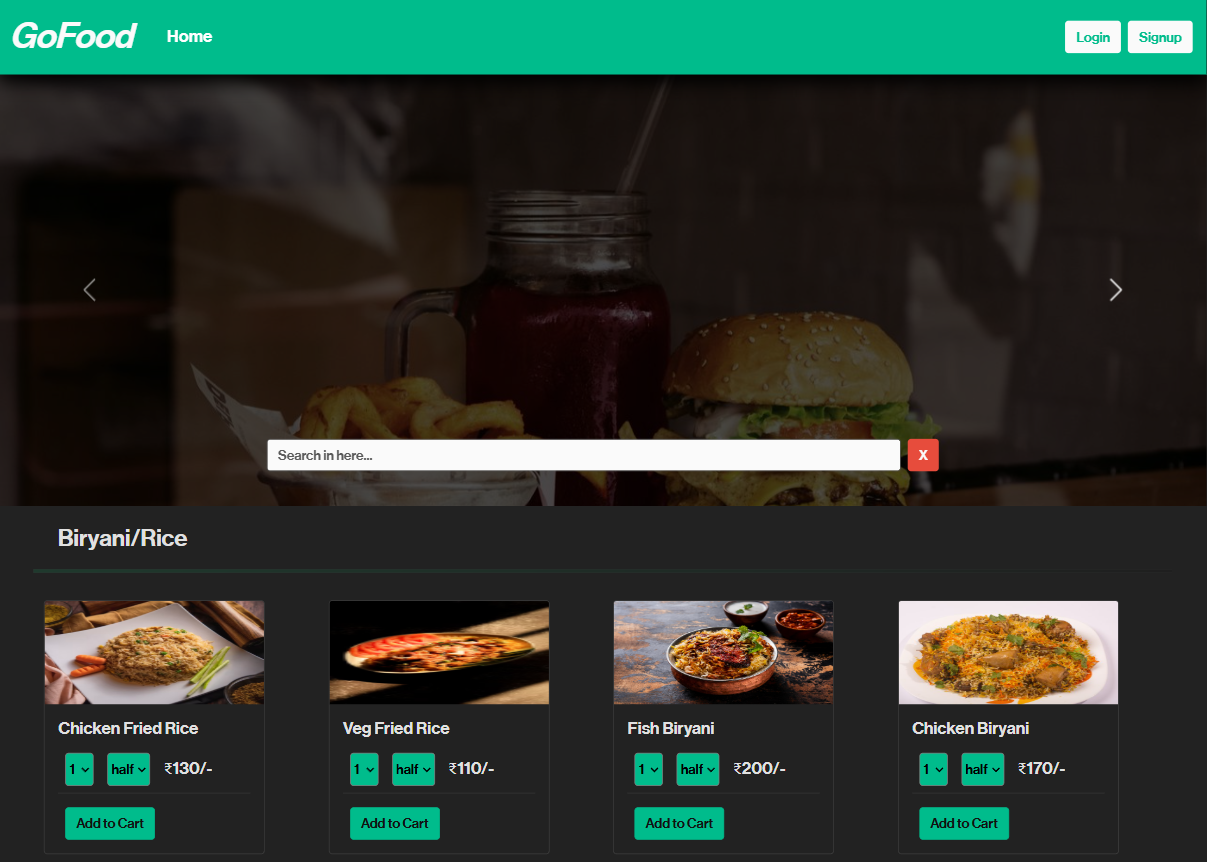 GoFood Home Login Signup
Search in here... X
Biryani/Rice
Chicken Fried Rice Veg Fried Rice Fish Biryani Chicken Biryani
1 half ₹130/- 1 half ₹110/- 1 half ₹200/- 1 half ₹170/-
Add to Cart Add to Cart Add to Cart Add to Cart